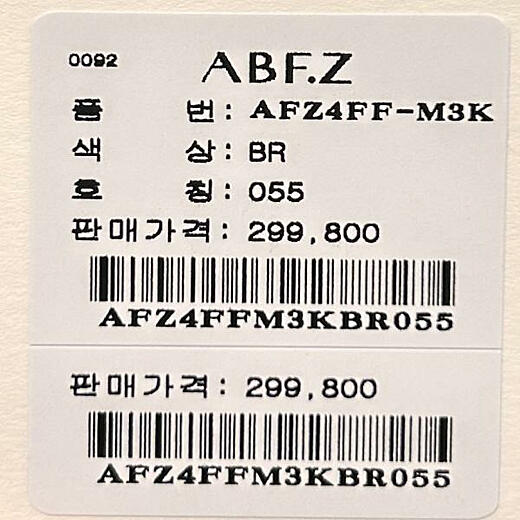 0092 ABF.Z
품 번: AFZ4FF-M3K
색 상: BR
호 칭: 055
판매가격: 299,800
AFZ4FFM3KBR055
판매가격: 299,800
AFZ4FFM3KBR055